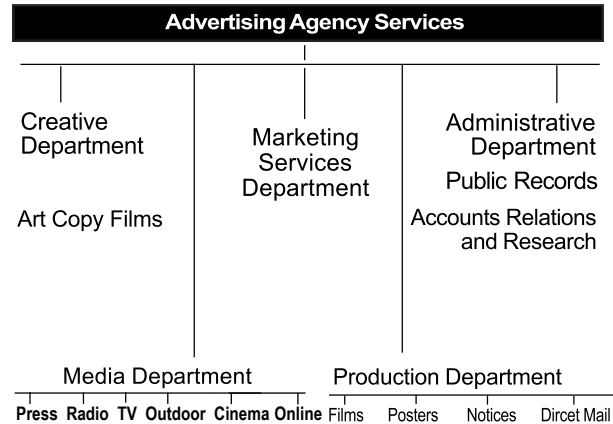 Advertising Agency Services
Creative
Department
Art Copy Films
Marketing
Services
Department
Administrative
Department
Public Records
Accounts Relations
and Research
Media Department
Press Radio TV Outdoor Cinema Online
Production Department
Films Posters Notices Dircet Mail